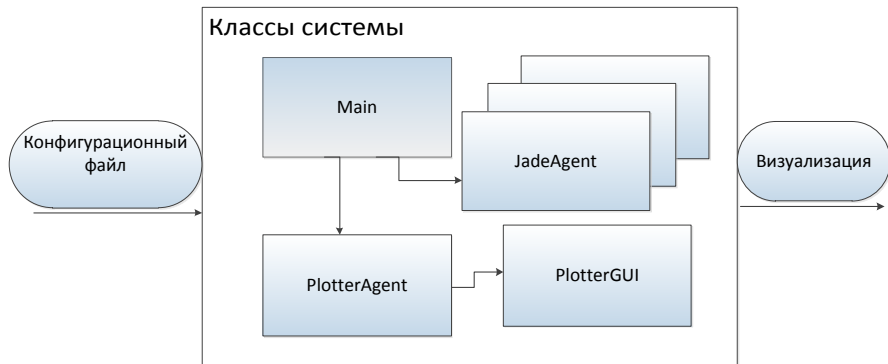 Классы системы
Main
Конфигурационный
файл
JadeAgent
Визуализация
PlotterAgent
PlotterGUI